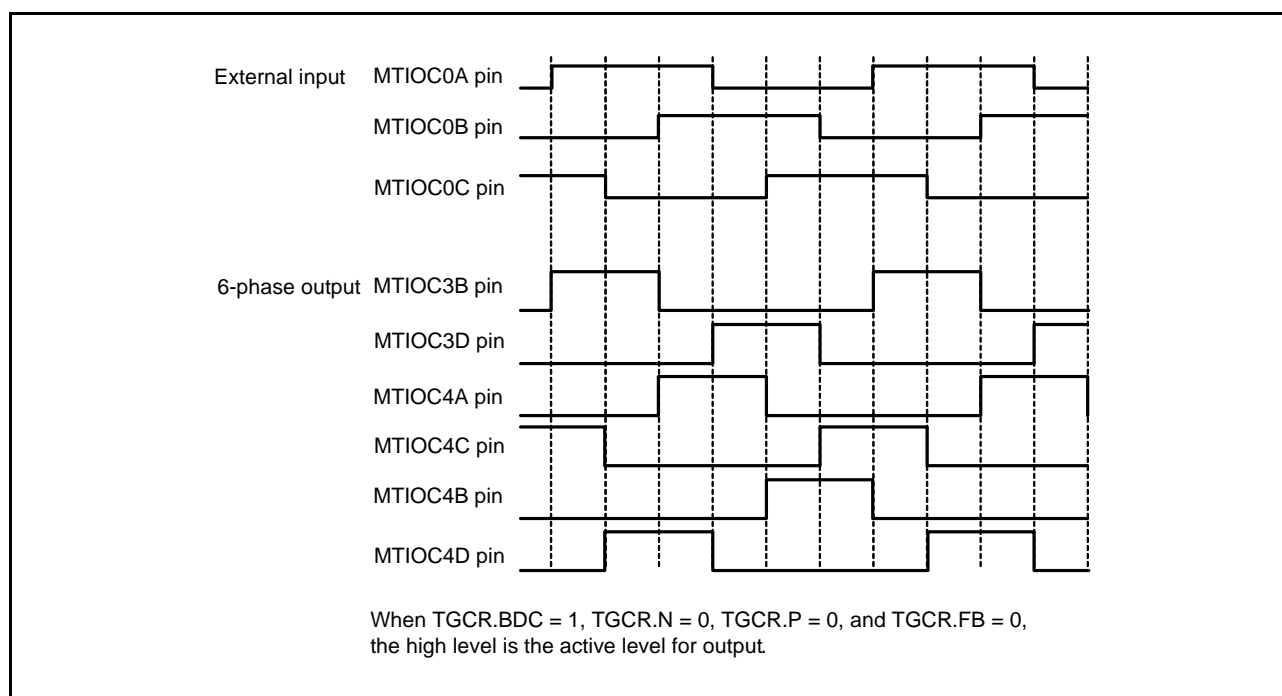 External input MTIOC0A pin
MTIOC0B pin
MTIOC0C pin
6-phase output MTIOC3B pin
MTIOC3D pin
MTIOC4A pin
MTIOC4C pin
MTIOC4B pin
MTIOC4D pin
When TGCR.BDC = 1, TGCR.N = 0, TGCR.P = 0, and TGCR.FB = 0,
the high level is the active level for output.